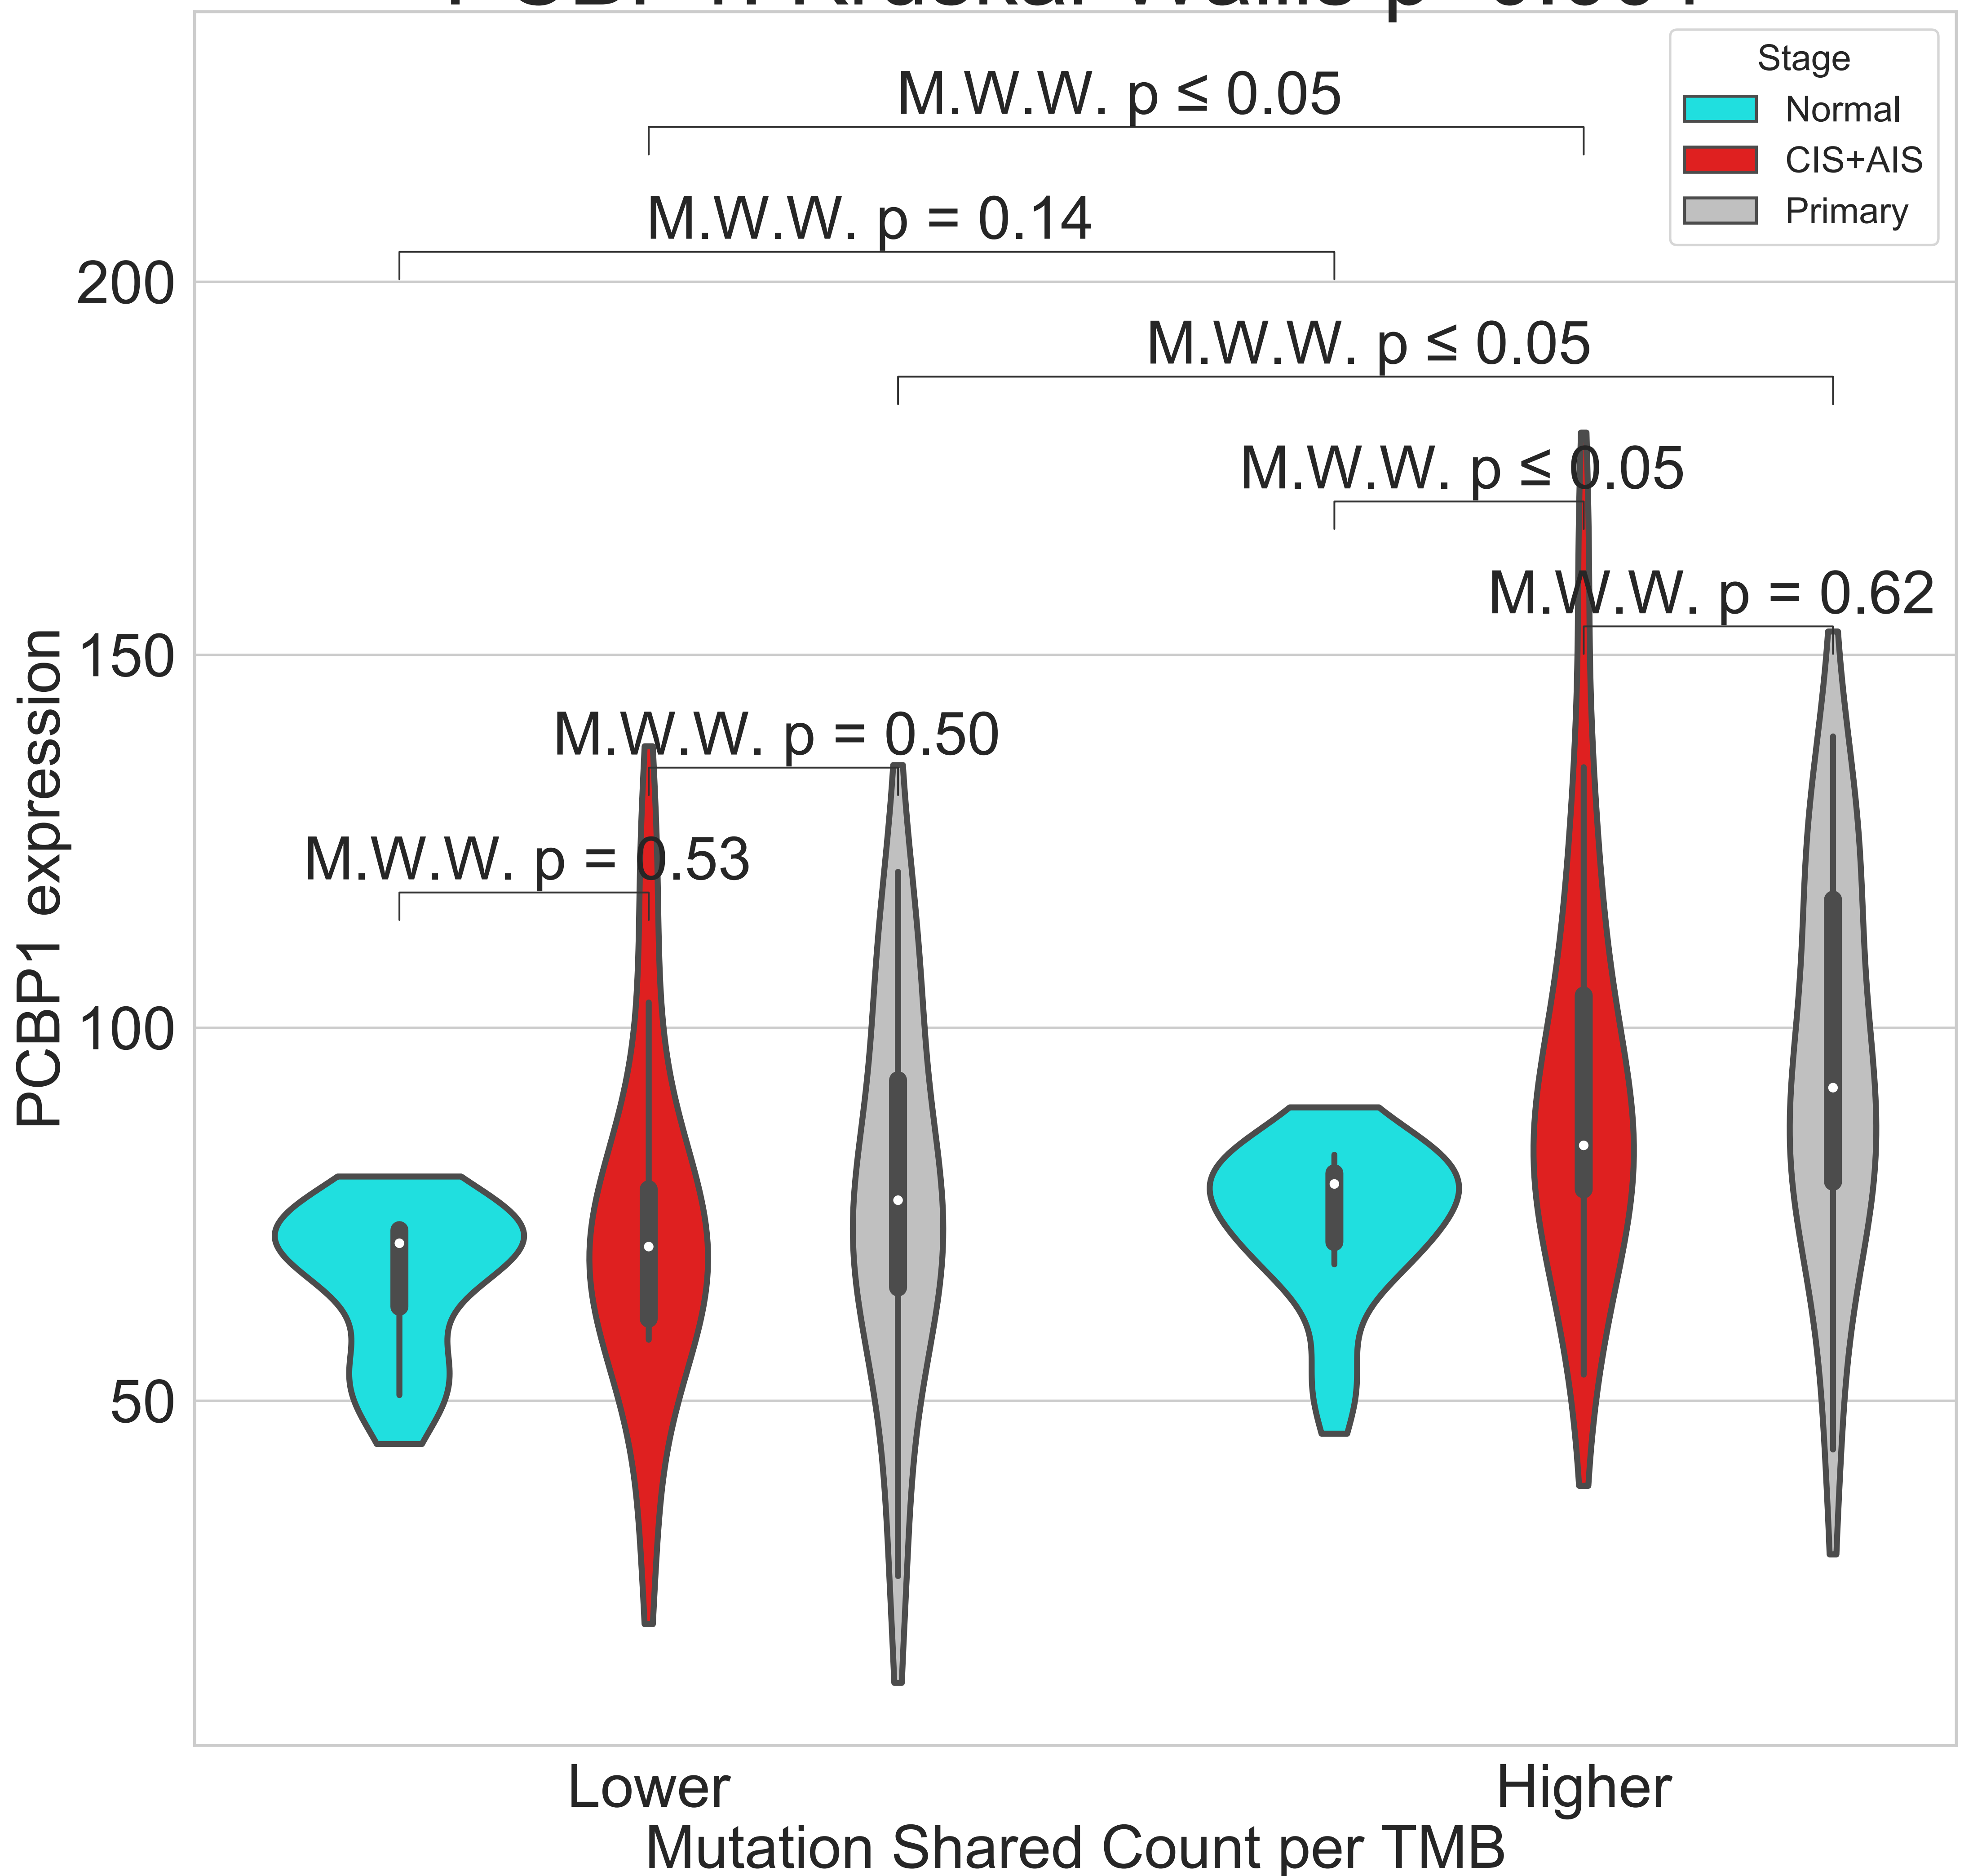 Stage
Normal
CIS+AIS
Primary
M.W.W. p ≤ 0.05
M.W.W. p = 0.14
M.W.W. p ≤ 0.05
M.W.W. p ≤ 0.05
M.W.W. p = 0.62
M.W.W. p = 0.50
M.W.W. p = 0.53
200
150
100
50
PCBP1 expression
Lower
Higher
Mutation Shared Count per TMB